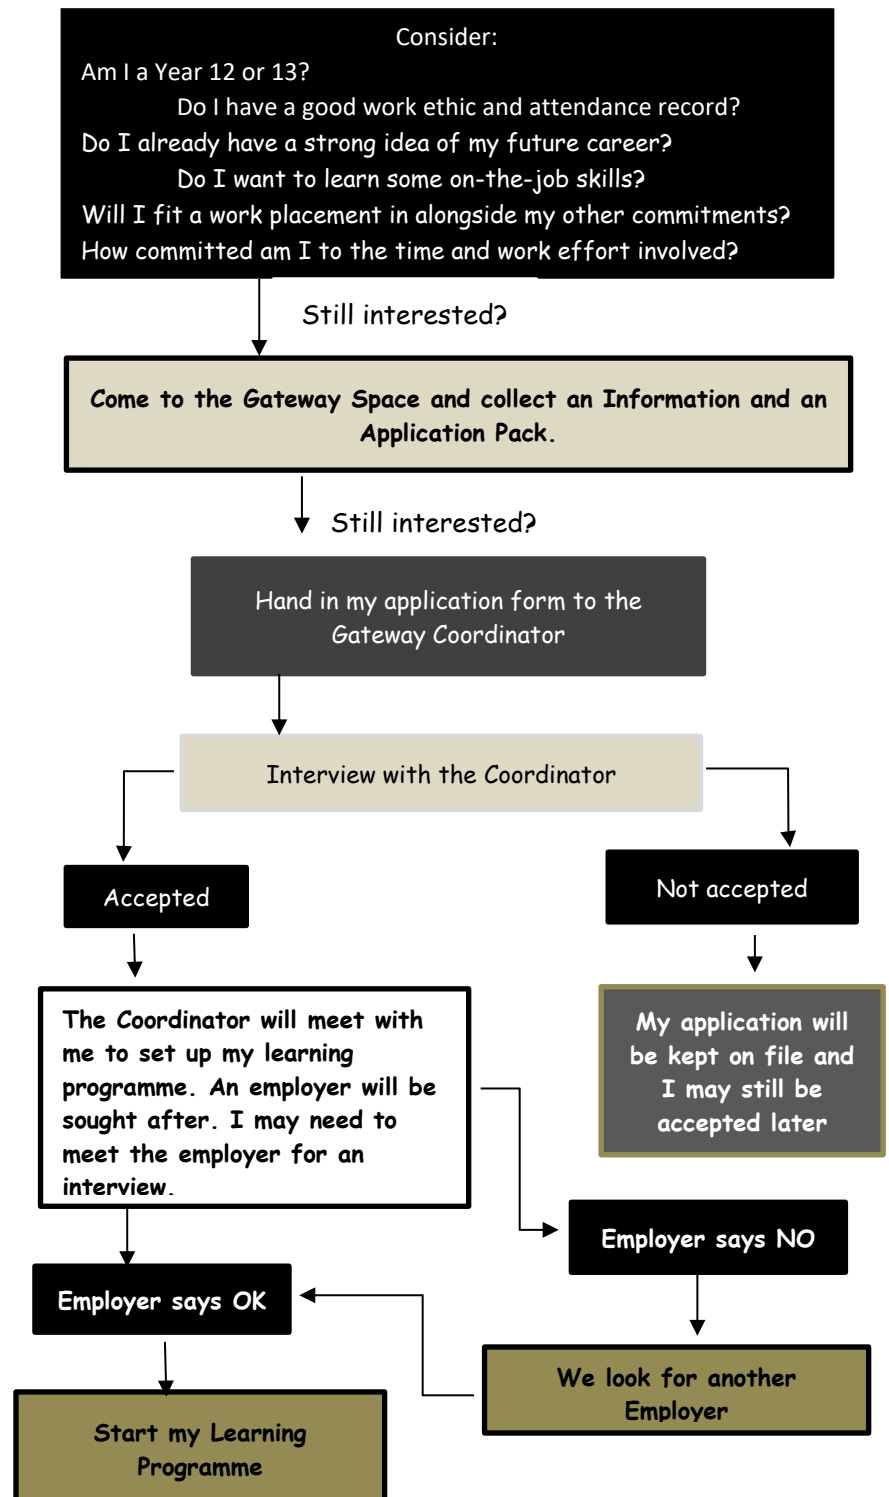 Consider:
Am I a Year 12 or 13?
Do I have a good work ethic and attendance record?
Do I already have a strong idea of my future career?
Do I want to learn some on-the-job skills?
Will I fit a work placement in alongside my other commitments?
How committed am I to the time and work effort involved?
Still interested?
Come to the Gateway Space and collect an Information and an
Application Pack.
Still interested?
Hand in my application form to the
Gateway Coordinator
Interview with the Coordinator
Accepted
Not accepted
The Coordinator will meet with
me to set up my learning
programme. An employer will be
sought after. I may need to
meet the employer for an
interview.
My application will
be kept on file and
I may still be
accepted later
Employer says NO
Employer says OK
We look for another
Employer
Start my Learning
Programme